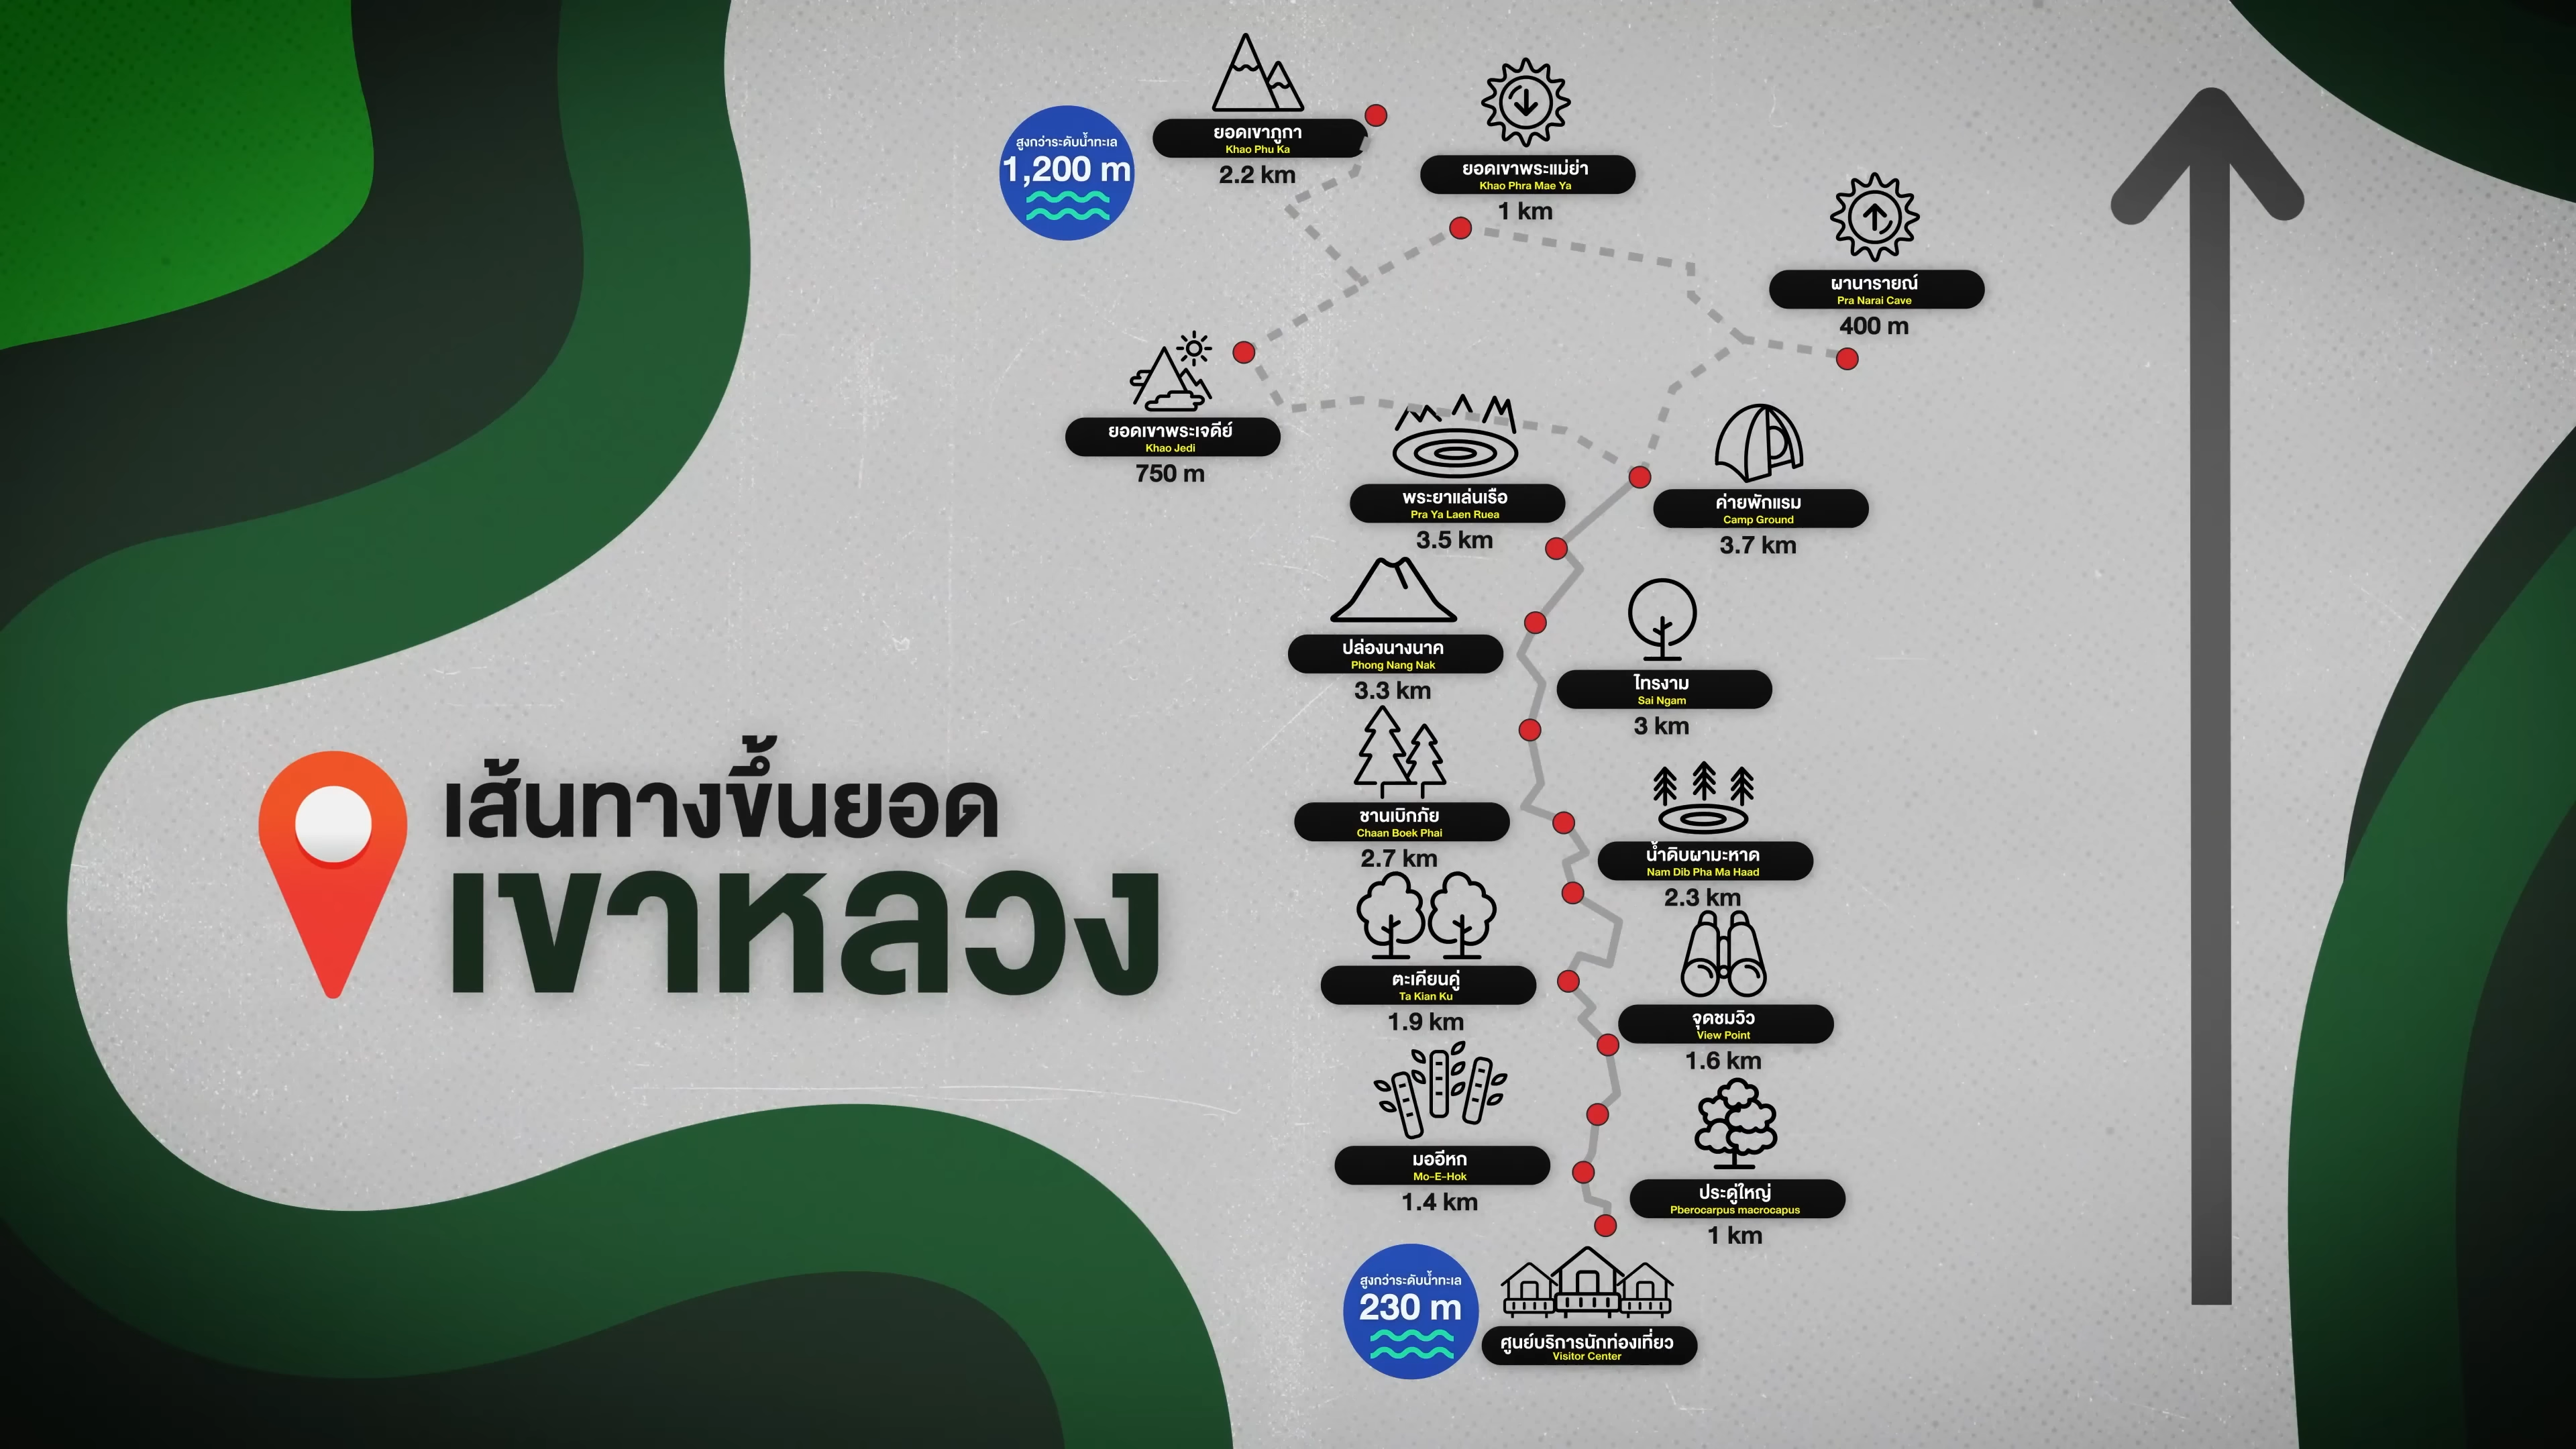 สูงกว่าระดับน้ำทะเล
1,200 m
ยอดเขาภูกา
Khao Phu Ka
2.2 km
ยอดเขาพระแม่ย่า
Khao Phra Mae Ya
1 km
ผานารายณ์
Pra Narai Cave
400 m
ยอดเขาพระเจดีย์
Khao Jedi
750 m
พระยาแล่นเรือ
Pra Ya Laen Ruea
3.5 km
ค่ายพักแรม
Camp Ground
3.7 km
ปล่องนางนาค
Phong Nang Nak
3.3 km
ไทรงาม
Sai Ngam
3 km
เส้นทางขึ้นยอด
เขาหลวง
ชานเบิกภัย
Chaan Boek Phai
2.7 km
น้ำดิบผามะหาด
Nam Dib Pha Ma Haad
2.3 km
ตะเคียนคู่
Ta Kian Ku
1.9 km
จุดชมวิว
View Point
1.6 km
มออีหก
Mo-E-Hok
1.4 km
ประดู่ใหญ่
Pberocarpus macrocapus
1 km
สูงกว่าระดับน้ำทะเล
230 m
ศูนย์บริการนักท่องเที่ยว
Visitor Center